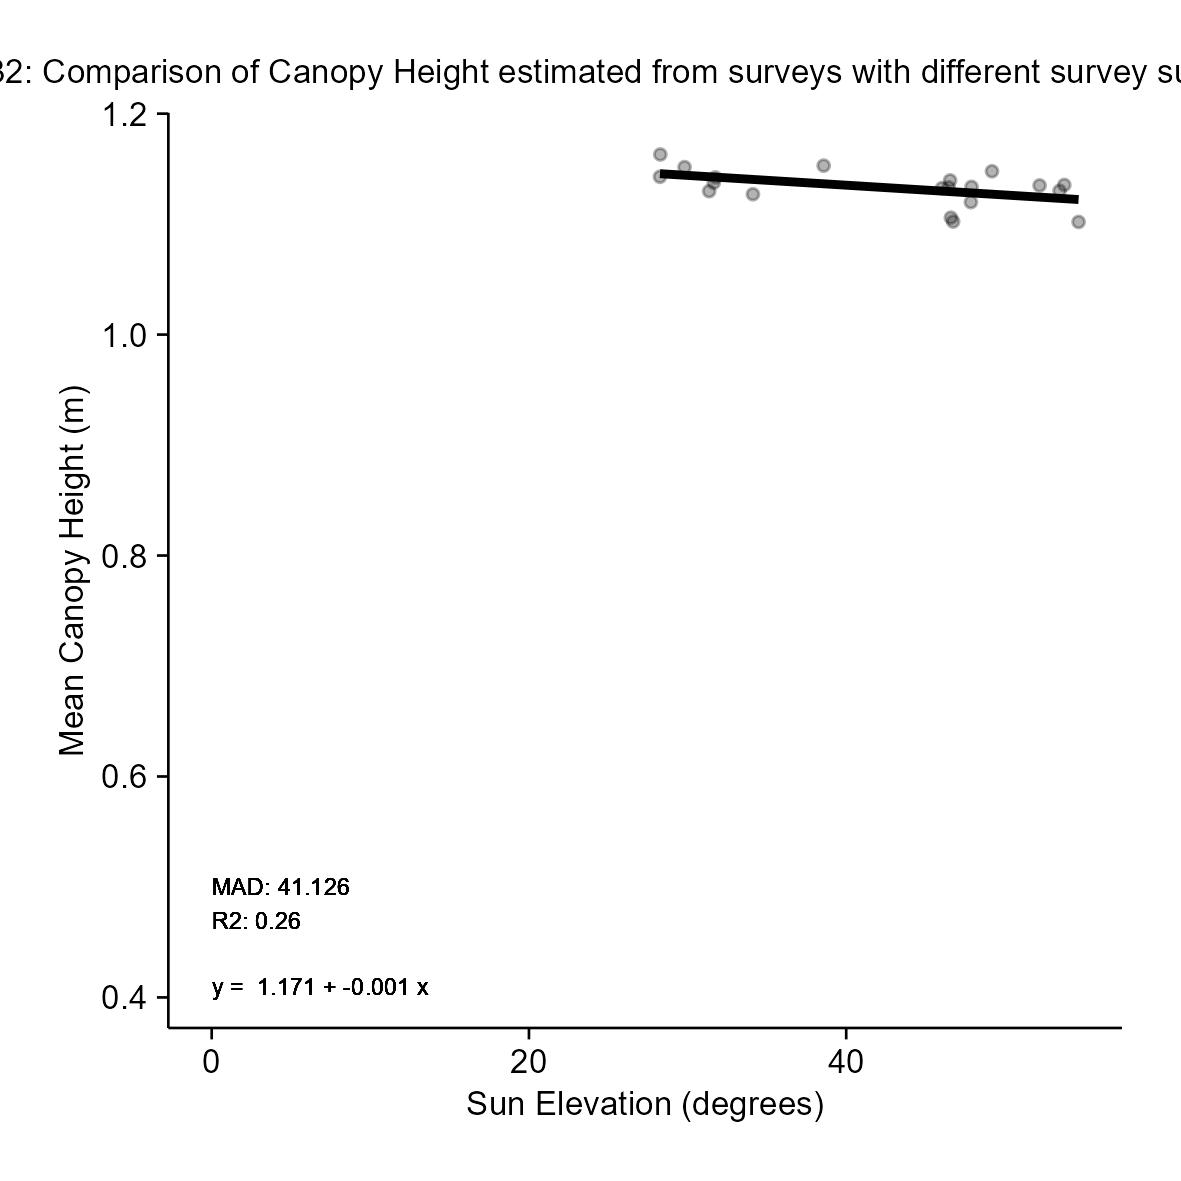 32: Comparison of Canopy Height estimated from surveys with different survey su
1.2
1.0
0.8
0.6
0.4
Mean Canopy Height (m)
MAD: 41.126
R2: 0.26
y =  1.171 + -0.001 x
0 20 40
Sun Elevation (degrees)